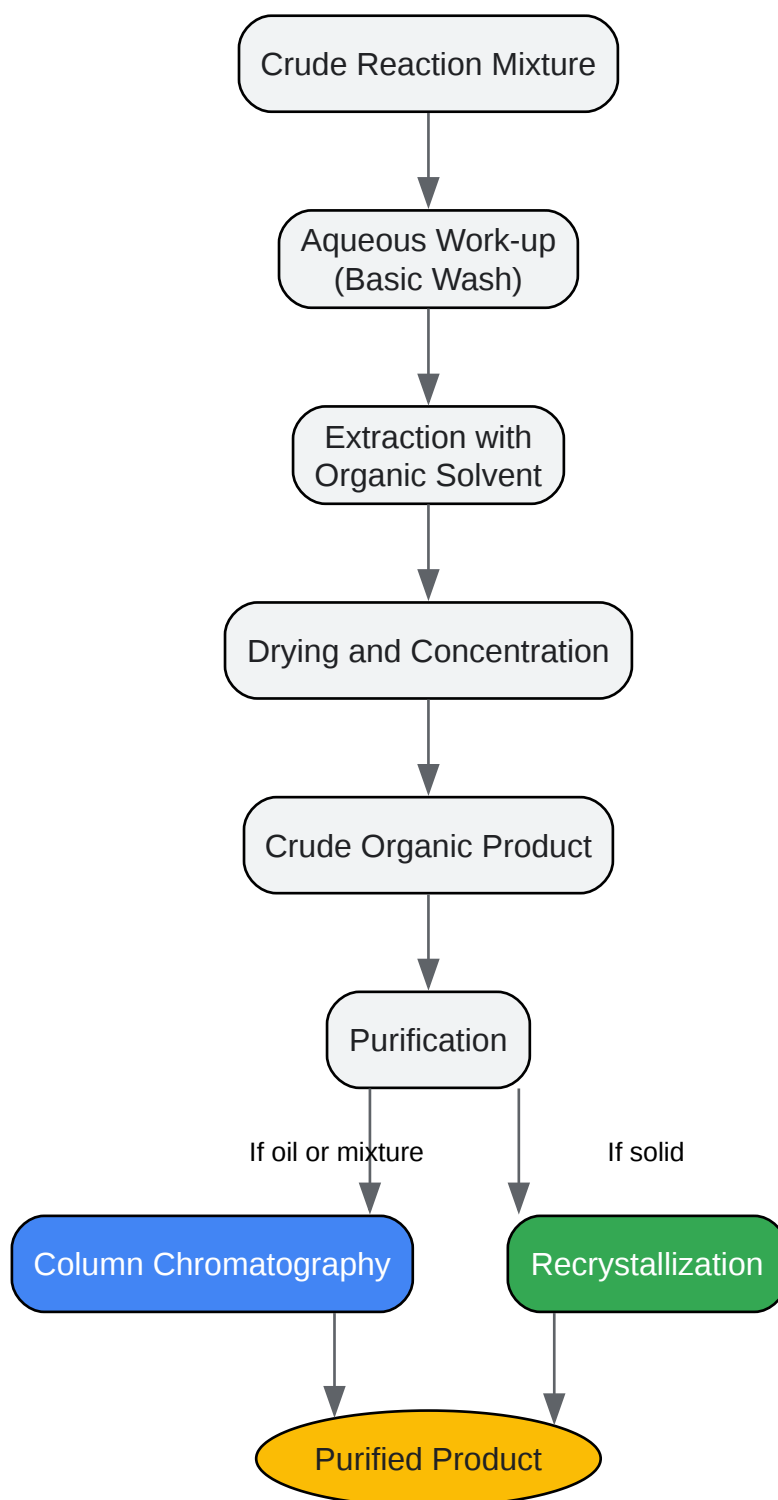 Crude Reaction Mixture
Aqueous Work-up
(Basic Wash)
Extraction with
Organic Solvent
Drying and Concentration
Crude Organic Product
Purification
If oil or mixture
If solid
Column Chromatography
Recrystallization
Purified Product